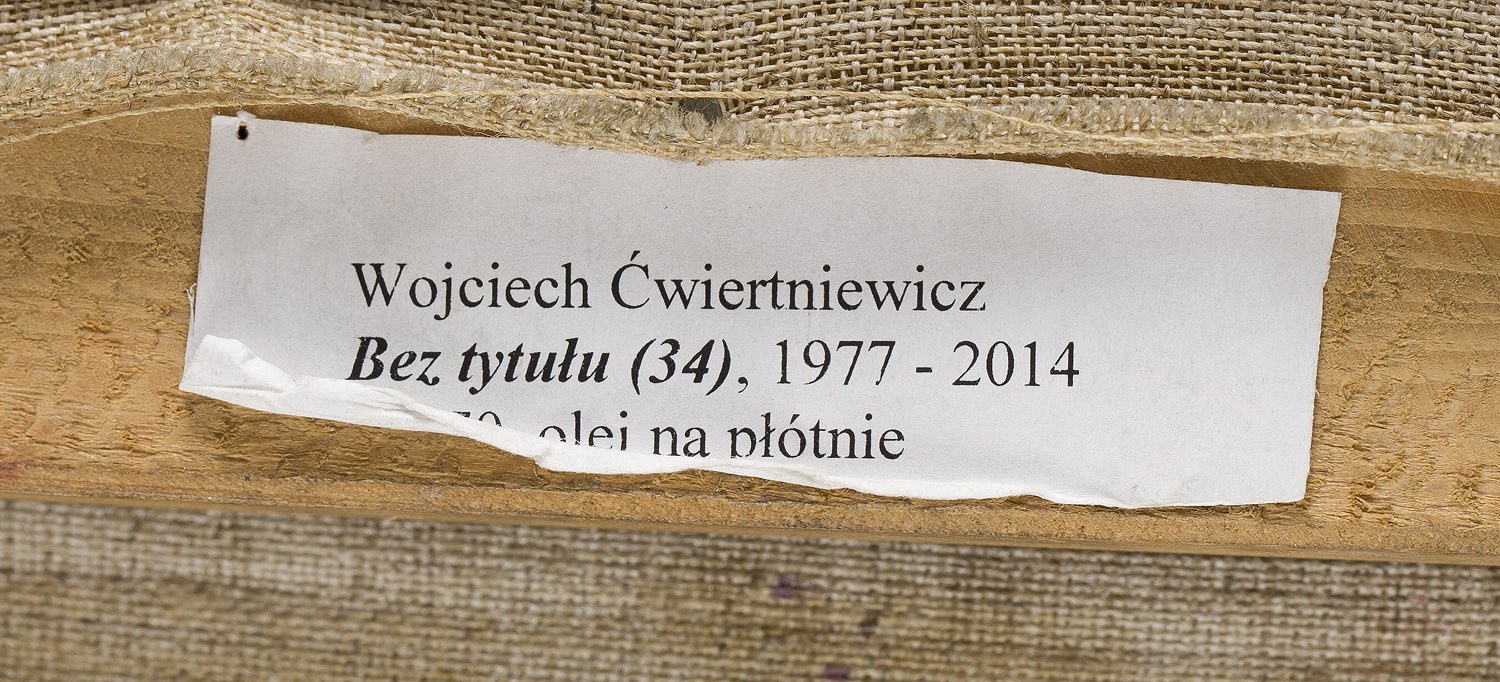 Wojciech Ćwiertniewicz
Bez tytułu (34), 1977 - 2014
olej na płótnie